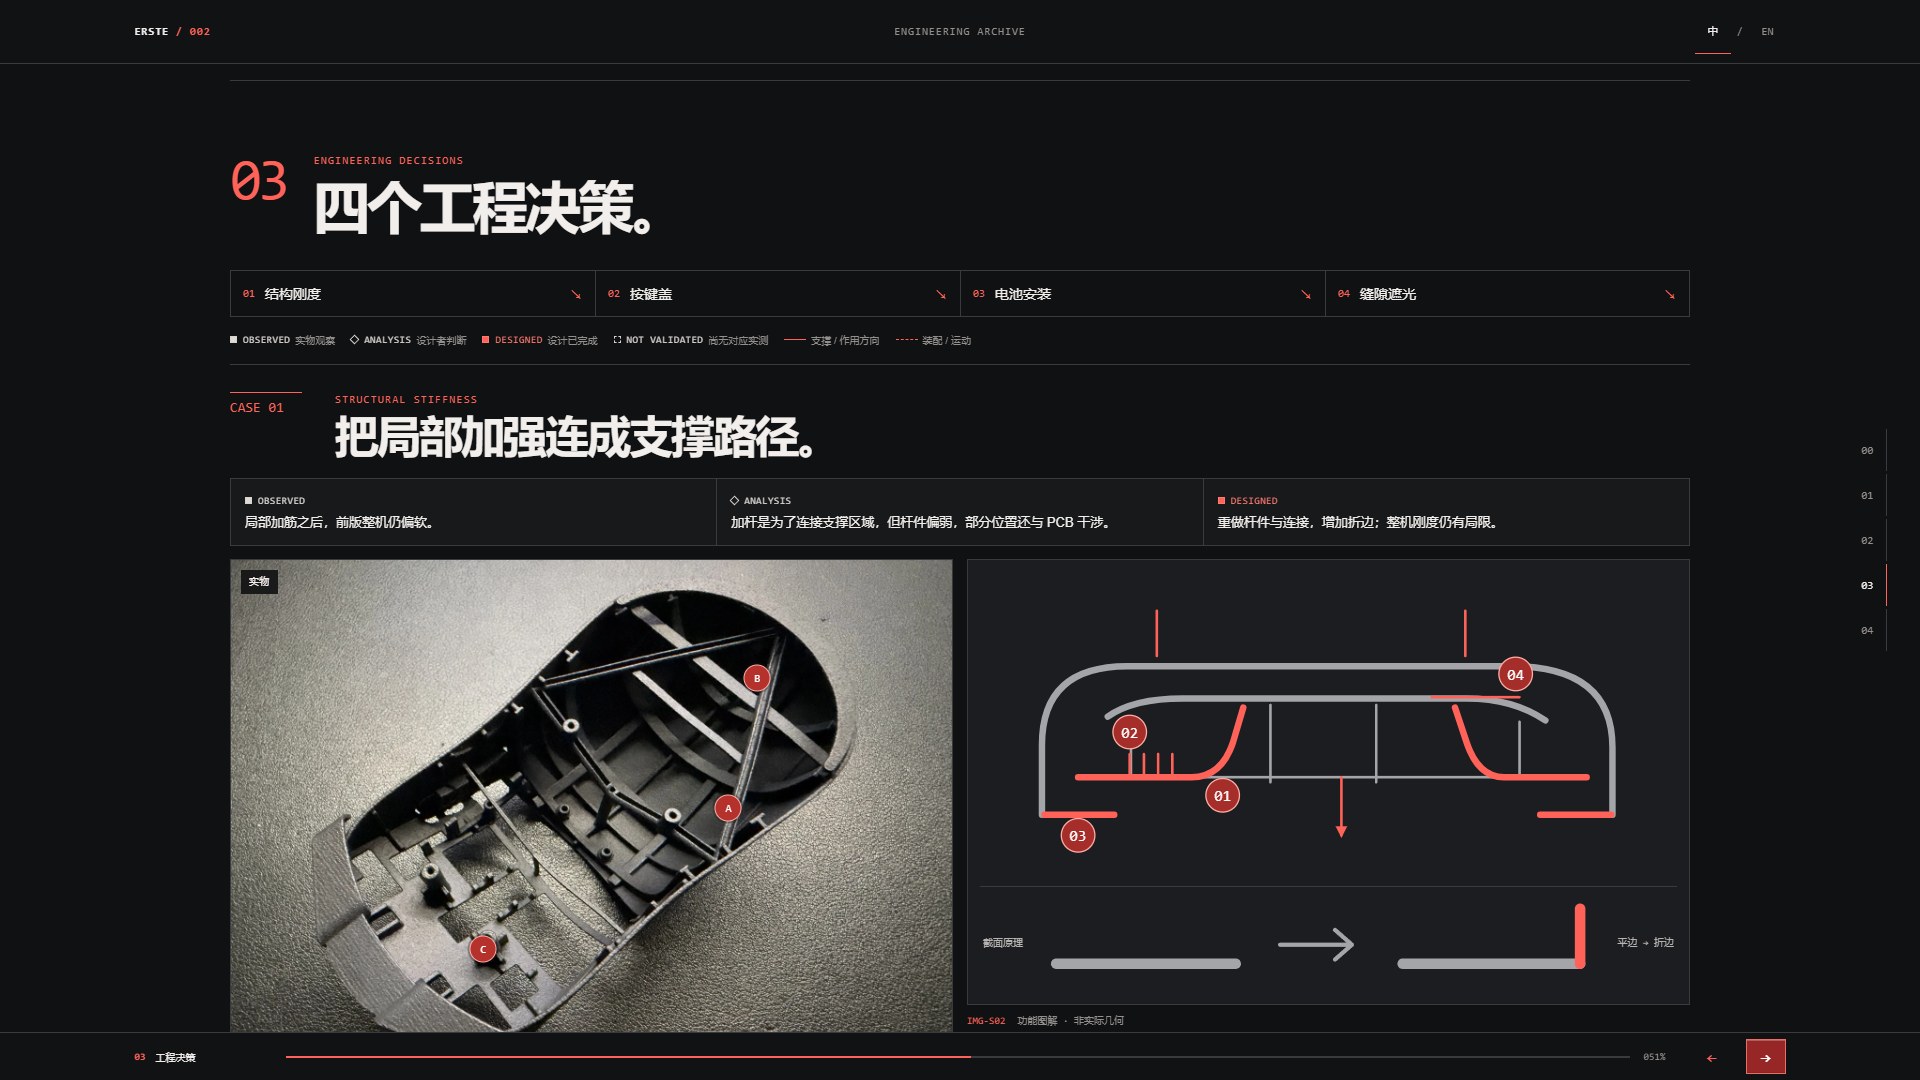 ERSTE / 002
ENGINEERING ARCHIVE
中 / EN
03
ENGINEERING DECISIONS
四个工程决策。
01 结构刚度 ↘
02 按键盖 ↘
03 电池安装 ↘
04 缝隙遮光 ↘
OBSERVED 实物观察 ANALYSIS 设计者判断 DESIGNED 设计已完成 NOT VALIDATED 尚无对应实测 支撑 / 作用方向 装配 / 运动
CASE 01
STRUCTURAL STIFFNESS
把局部加强连成支撑路径。
OBSERVED
局部加筋之后，前版整机仍偏软。
ANALYSIS
加杆是为了连接支撑区域，但杆件偏弱，部分位置还与 PCB 干涉。
DESIGNED
重做杆件与连接，增加折边；整机刚度仍有局限。
实物
B
A
C
04
02
01
03
截面原理
平边 → 折边
IMG-S02 功能图解 · 非实际几何
00
01
02
03
04
03 工程决策
051%
← →